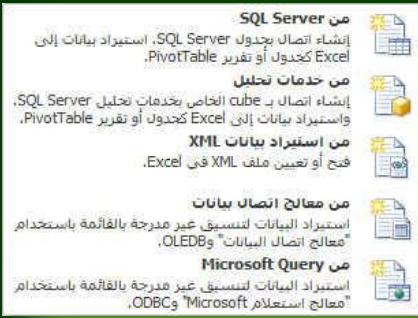 من SQL Server
إنشاء اتصال بجدول SQL Server. استيراد بيانات إلى
Excel كجدول أو تقرير PivotTable.
من خدمات تحليل
إنشاء اتصال بـ cube الخاص بخدمات تحليل SQL Server.
واستيراد بيانات إلى Excel كجدول أو تقرير PivotTable.
من استيراد بيانات XML
فتح أو تعيين ملف XML في Excel.
من معالج اتصال بيانات
استيراد البيانات لتنسيق غير مدرجة بالقائمة باستخدام
"معالج اتصال البيانات" وOLEDB.
من Microsoft Query
استيراد البيانات لتنسيق غير مدرجة بالقائمة باستخدام
"معالج استعلام Microsoft" وODBC.